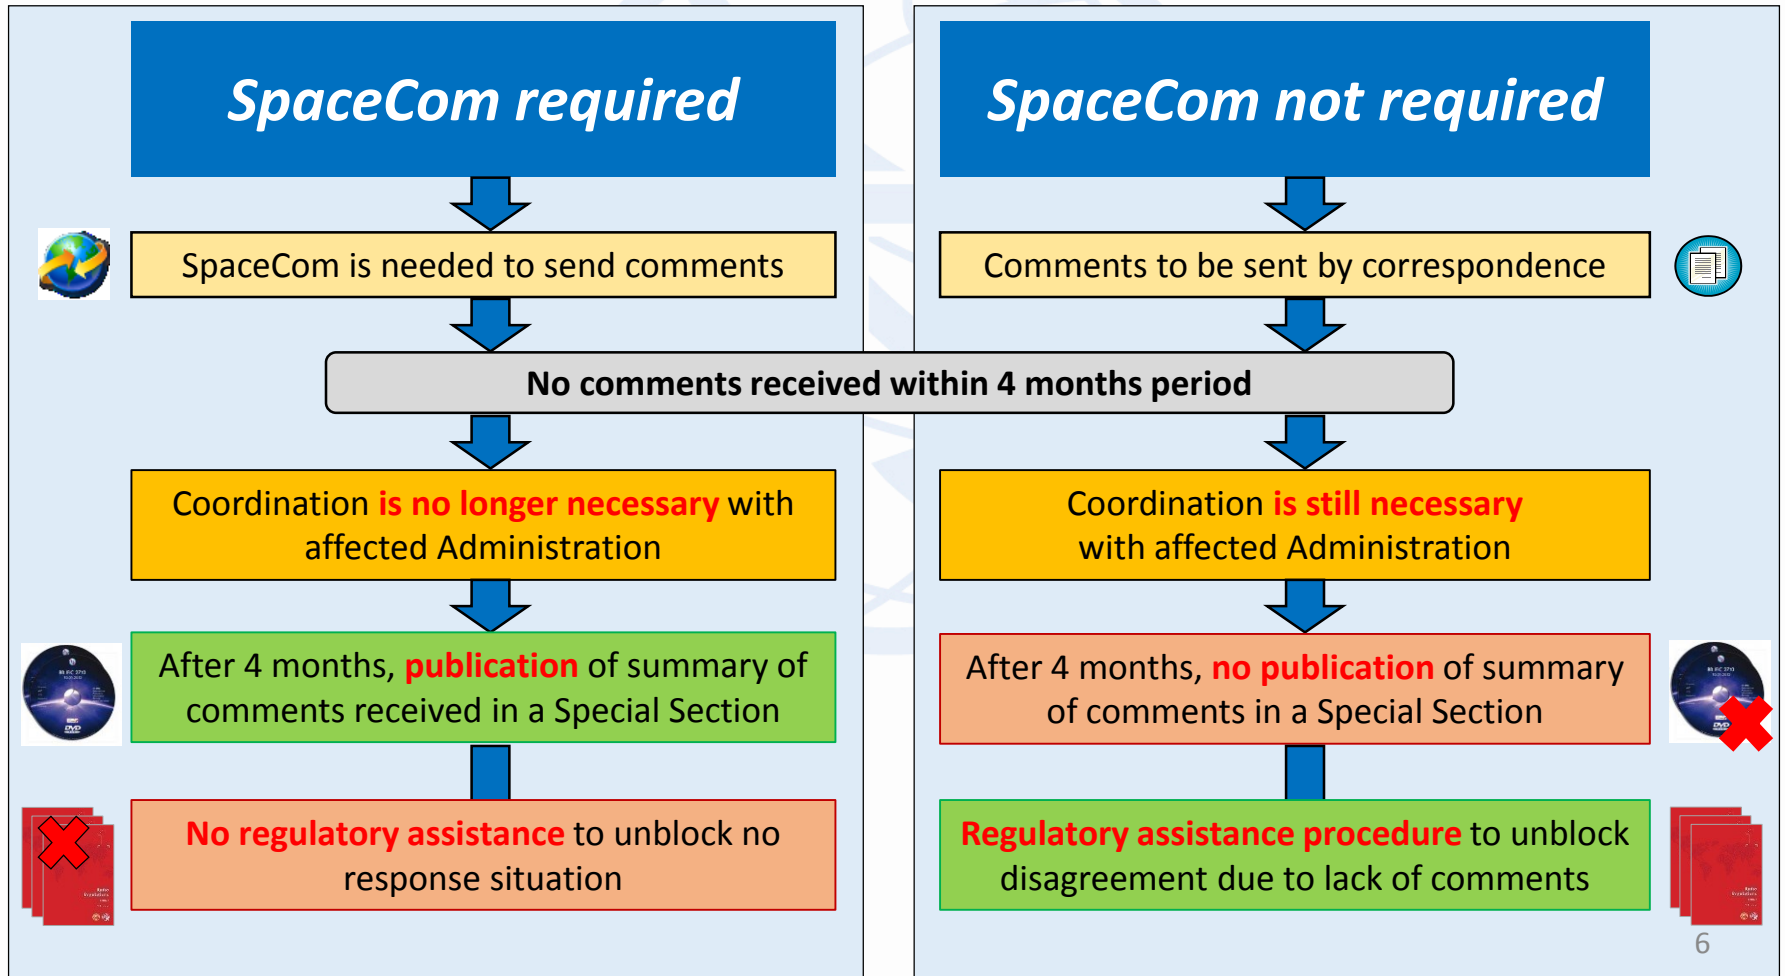 SpaceCom required
SpaceCom is needed to send comments
SpaceCom not required
Comments to be sent by correspondence
No comments received within 4 months period
Coordination is no longer necessary with
affected Administration
After 4 months, publication of summary of
comments received in a Special Section
No regulatory assistance to unblock no
response situation
Coordination is still necessary
with affected Administration
After 4 months, no publication of summary
of comments in a Special Section
Regulatory assistance procedure to unblock
disagreement due to lack of comments
6